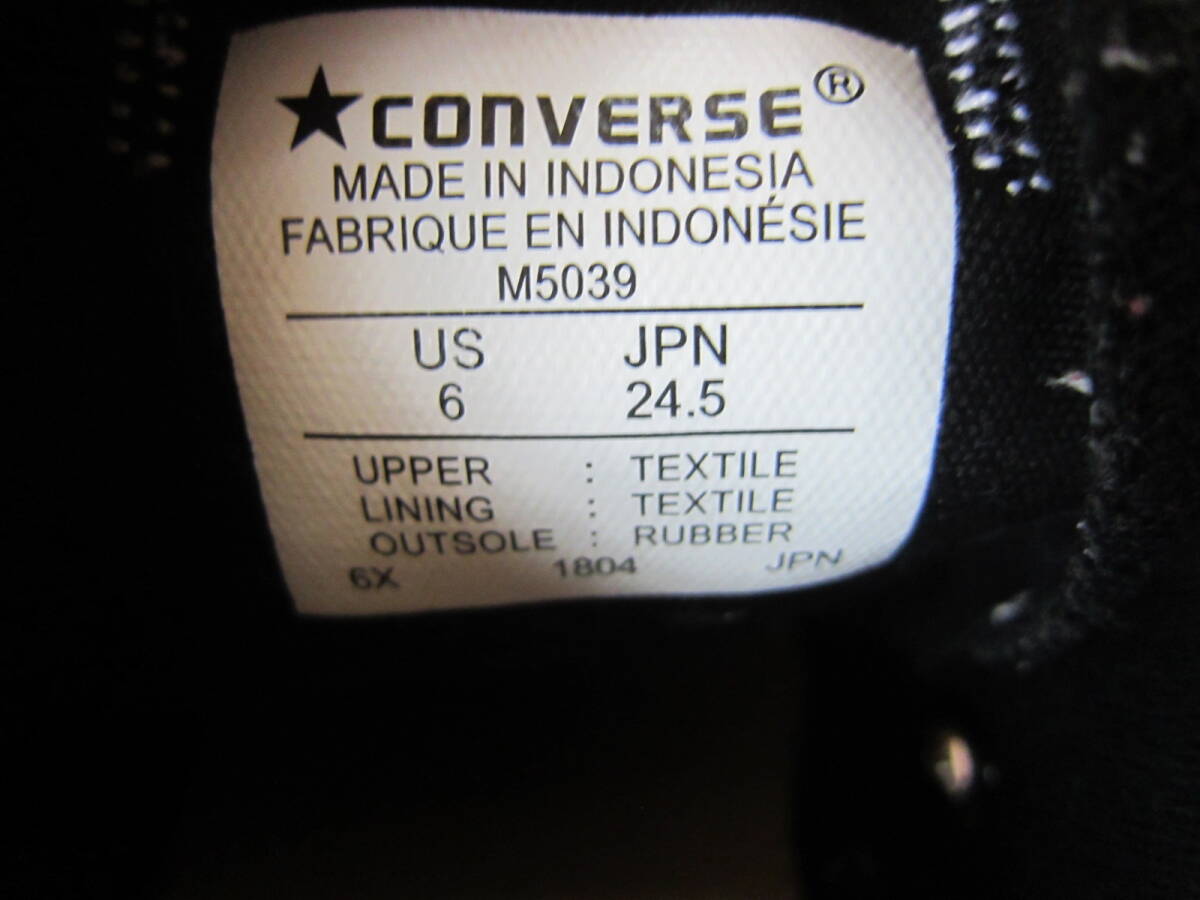 ★CONVERSE®
MADE IN INDONESIA
FABRIQUE EN INDONÉSIE
M5039
US JPN
6 24.5
UPPER : TEXTILE
LINING : TEXTILE
OUTSOLE : RUBBER
6X 1804 JPN